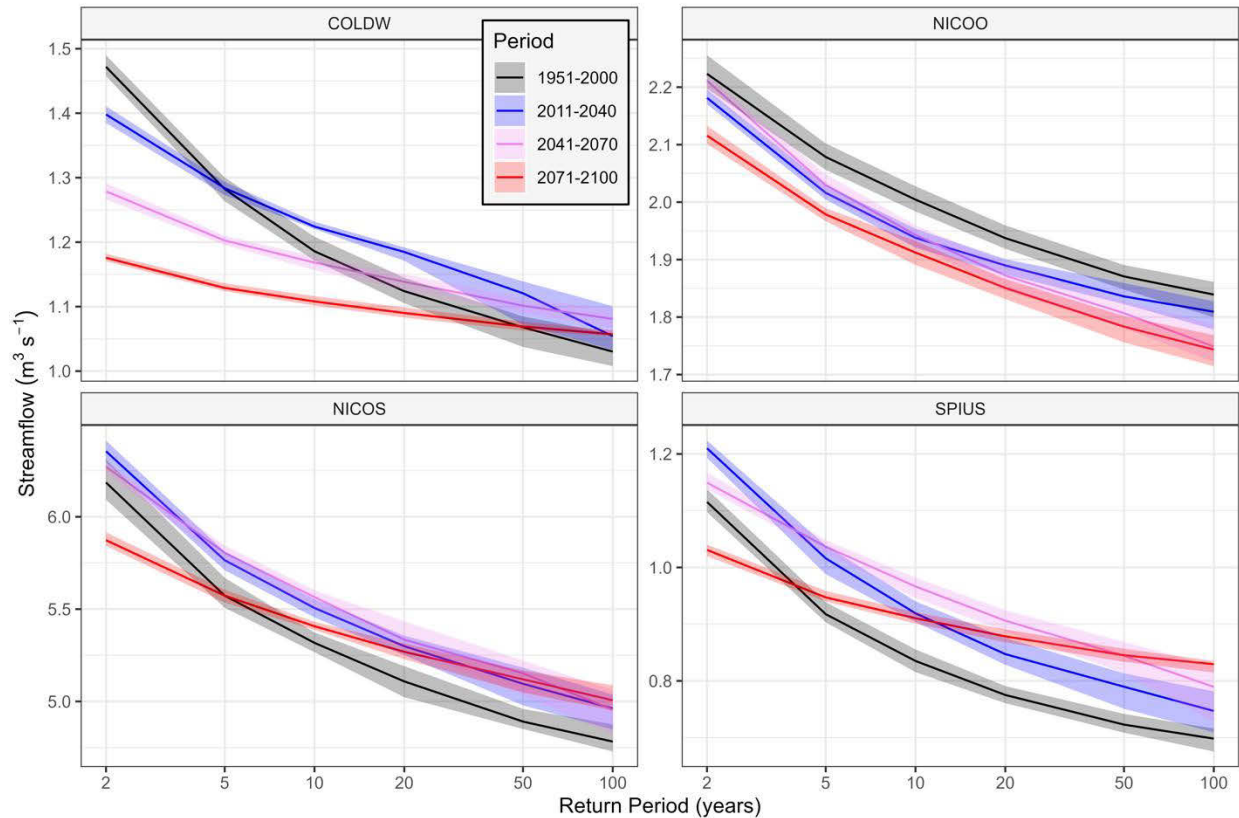 COLDW
NICOO
Period
1951-2000
2011-2040
2041-2070
2071-2100
1.5
1.4
1.3
1.2
1.1
1.0
2.2
2.1
2.0
1.9
1.8
1.7
NICOS
SPIUS
6.0
5.5
5.0
1.2
1.0
0.8
2 5 10 20 50 100
2 5 10 20 50 100
Streamflow (m³ s⁻¹)
Return Period (years)